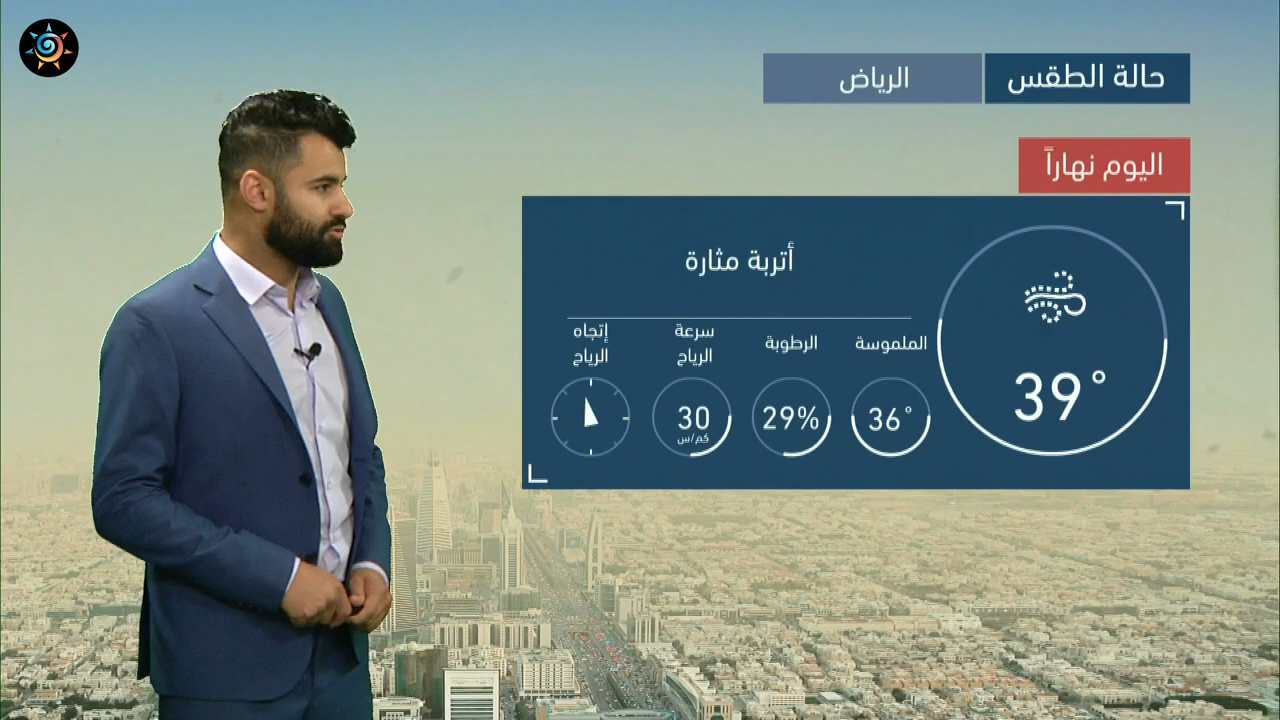 حالة الطقس
الرياض
اليوم نهاراً
أتربة مثارة
39°
الملموسة
36°
الرطوبة
29%
سرعة
الرياح
30
كم/س
إتجاه
الرياح